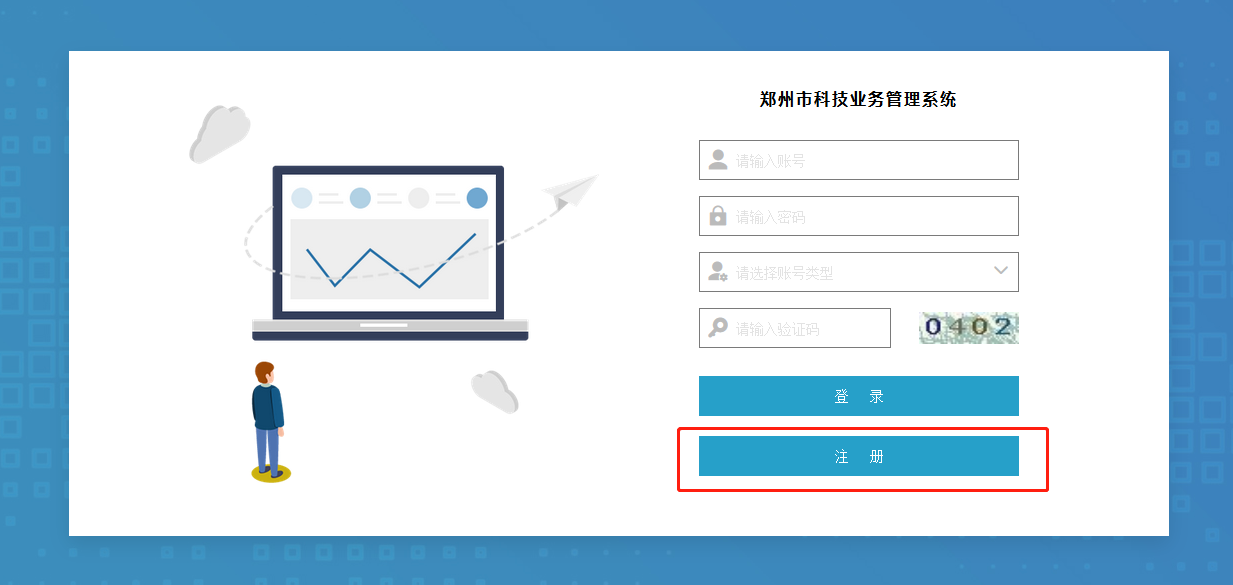 郑州市科技业务管理系统
请输入账号
请输入密码
请选择账号类型
请输入验证码
0402
登 录
注 册